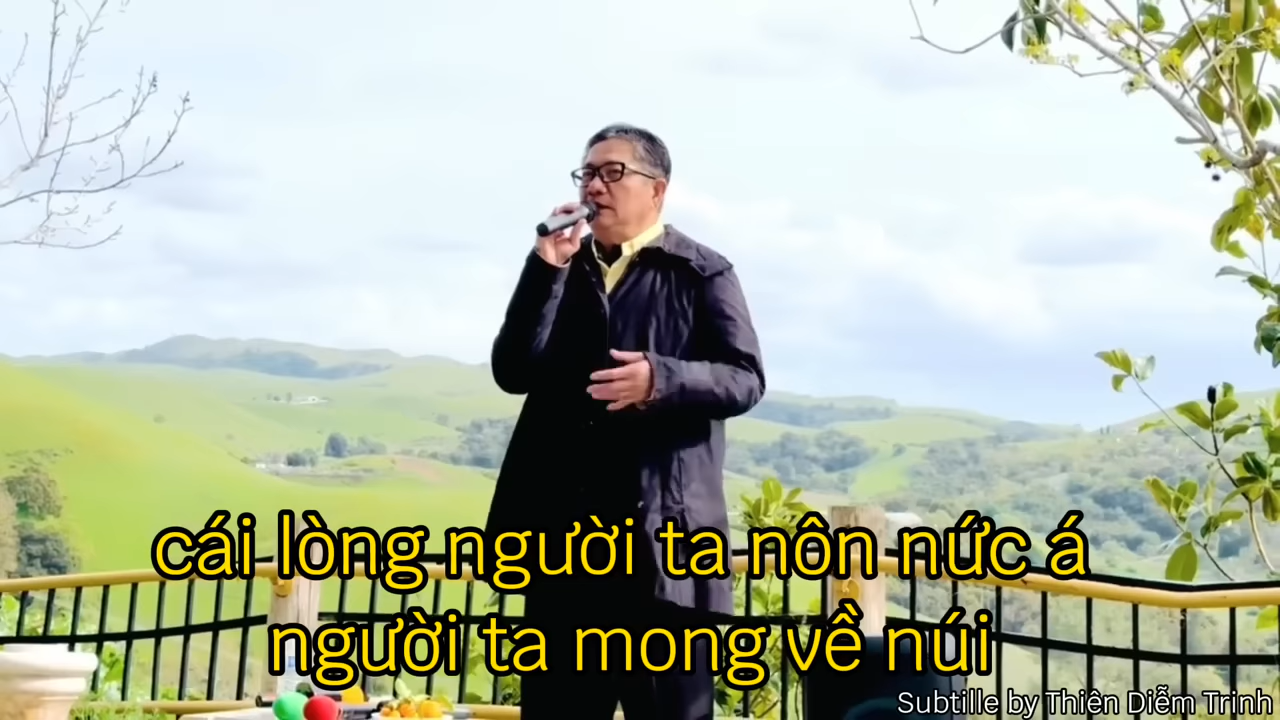 cái lòng người ta nôn nức á
người ta mong về núi
Subtille by Thiên Diễm Trinh